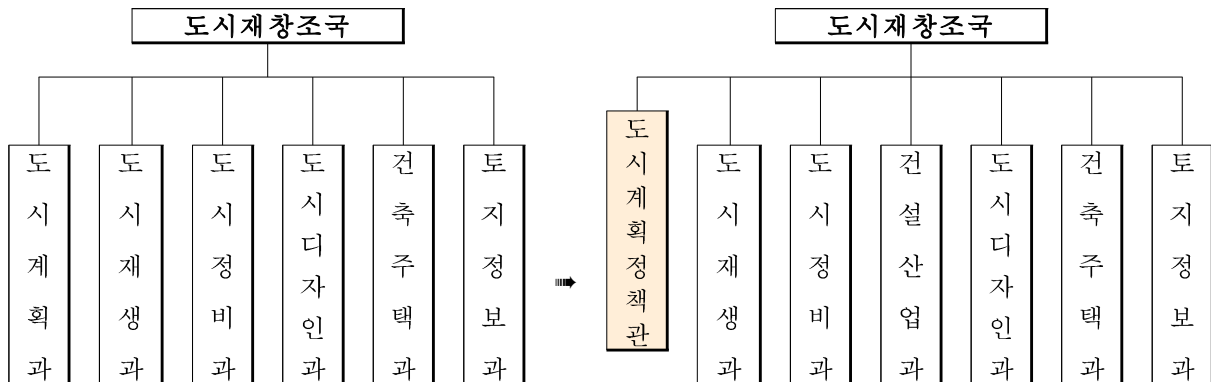 도시재창조국
도시계획과
도시재생과
도시정비과
도시디자인과
건축주택과
토지정보과
도시재창조국
도시계획정책관
도시재생과
도시정비과
건설산업과
도시디자인과
건축주택과
토지정보과